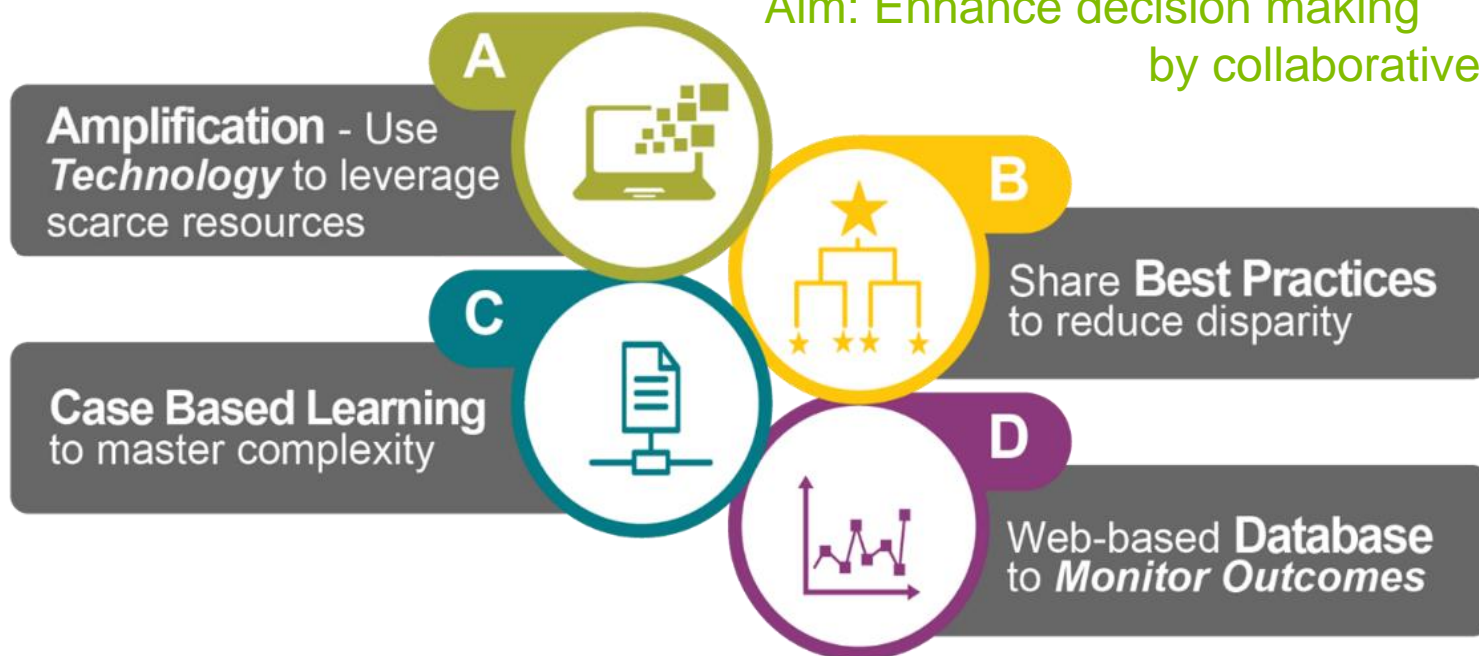 Aim: Enhance decision making
by collaborative
A
Amplification - Use
Technology to leverage
scarce resources
B
Share Best Practices
to reduce disparity
C
Case Based Learning
to master complexity
D
Web-based Database
to Monitor Outcomes